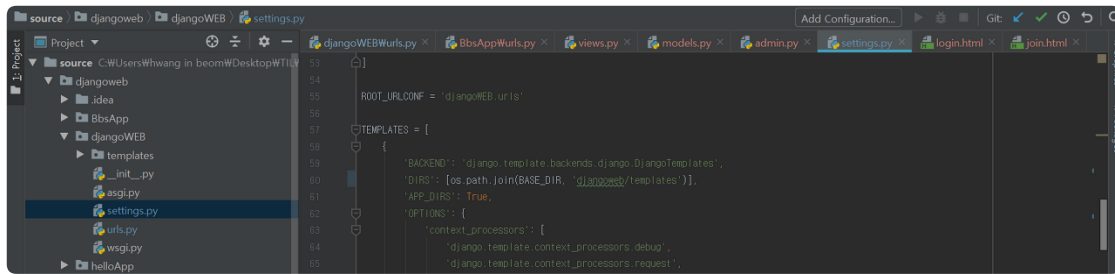 source > djangoweb > djangoWEB > settings.py
Add Configuration...
Git:
1: Project
Project
djangoWEB₩urls.py ×
BbsApp₩urls.py ×
views.py ×
models.py ×
admin.py ×
settings.py ×
login.html ×
join.html ×
source C:₩Users₩hwang in beom₩Desktop₩TIL₩
djangoweb
.idea
BbsApp
djangoWEB
templates
__init__.py
asgi.py
settings.py
urls.py
wsgi.py
helloApp
53 ]
54
55 ROOT_URLCONF = 'djangoWEB.urls'
56
57 TEMPLATES = [
58 {
59 'BACKEND': 'django.template.backends.django.DjangoTemplates',
60 'DIRS': [os.path.join(BASE_DIR, 'djangoweb/templates')],
61 'APP_DIRS': True,
62 'OPTIONS': {
63 'context_processors': [
64 'django.template.context_processors.debug',
65 'django.template.context_processors.request',